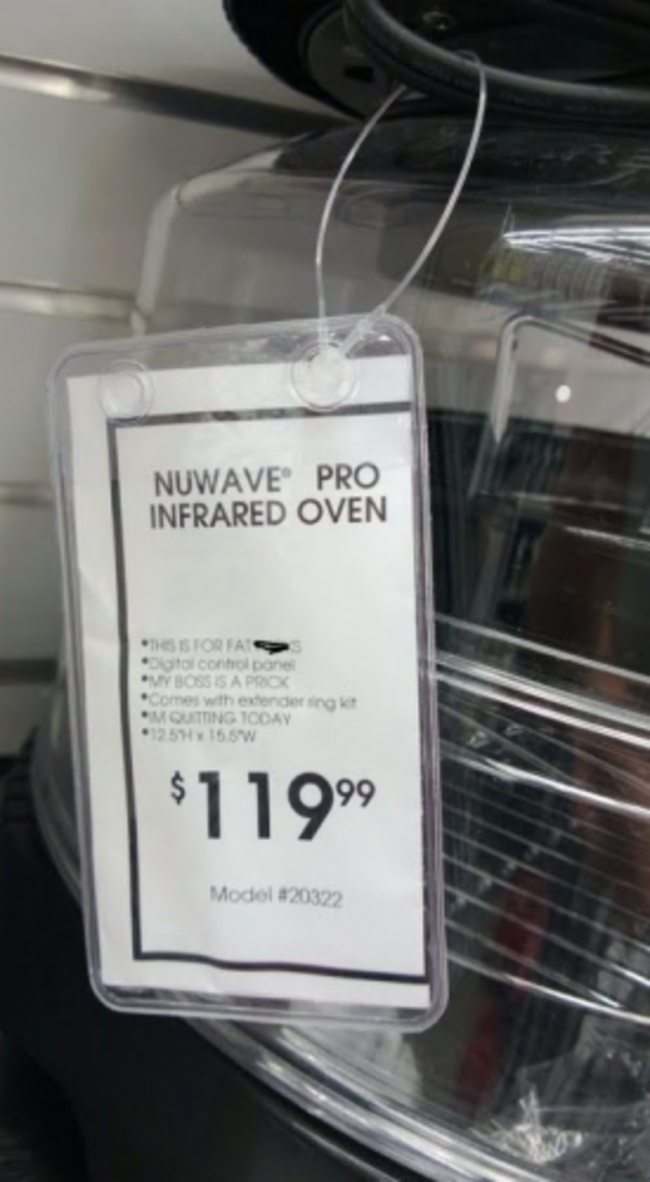 NUWAVE® PRO
INFRARED OVEN
*THIS IS FOR FAT S
*Digital control panel
*MY BOSS IS A PRICK
*Comes with extender ring kit
*IM QUITTING TODAY
*12.5"H x 15.5"W
$119.99
Model #20322